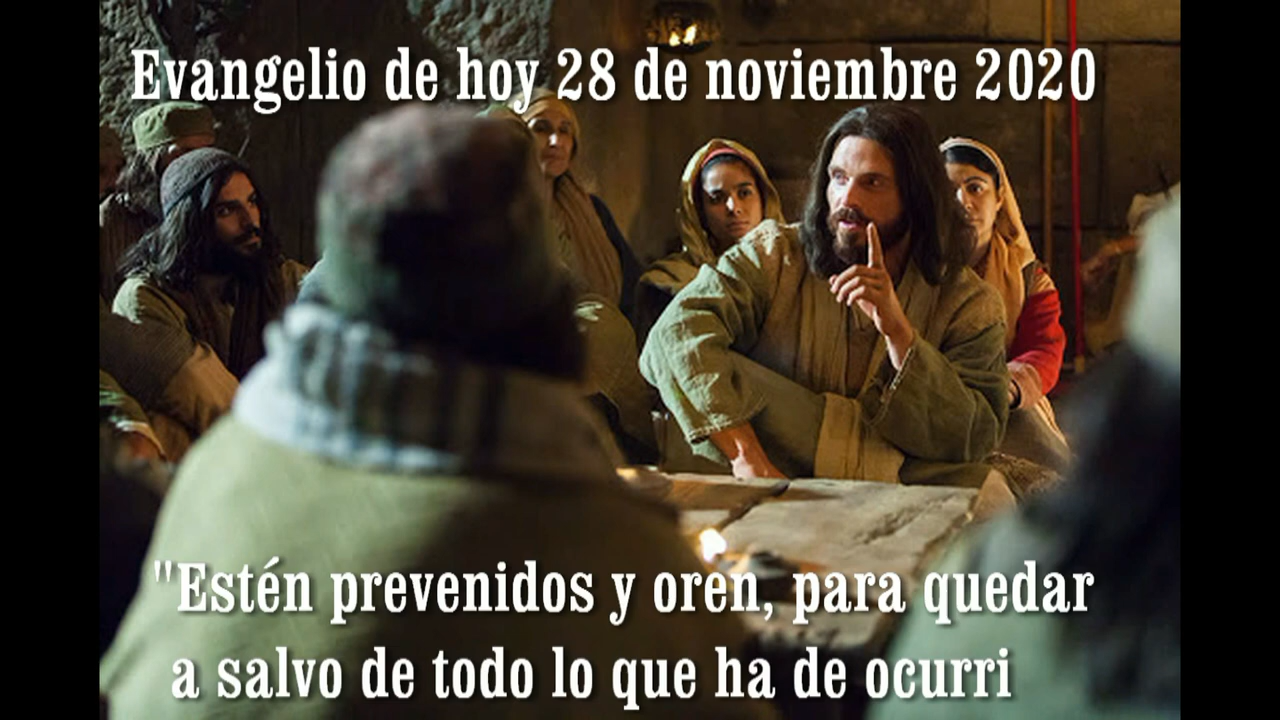 Evangelio de hoy 28 de noviembre 2020
"Estén prevenidos y oren, para quedar
a salvo de todo lo que ha de ocurri